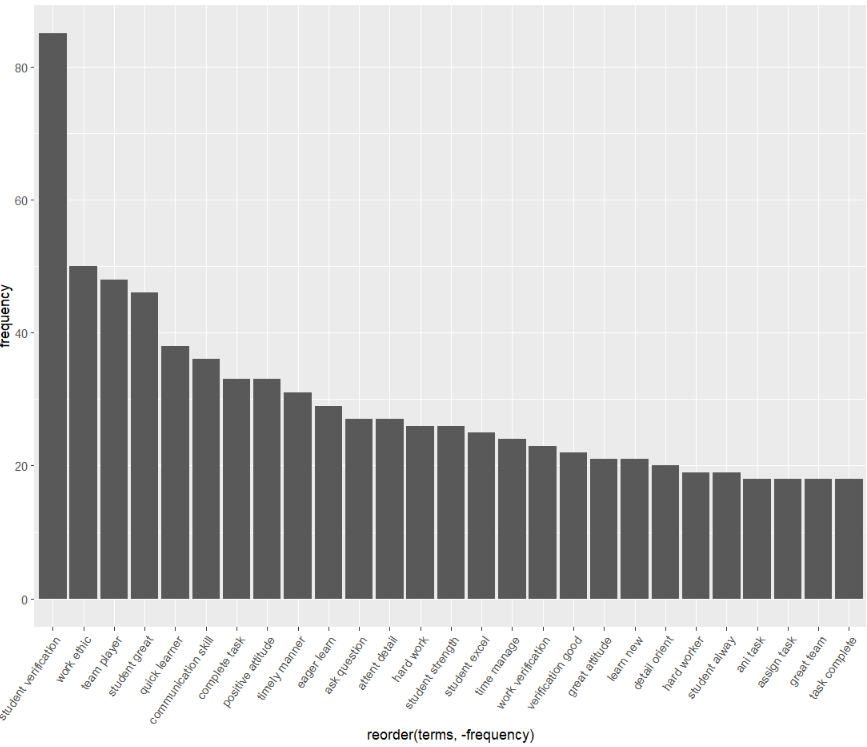 80
60
40
20
0
frequency
student verification
work ethic
team player
student great
quick learner
communication skill
complete task
positive attitude
timely manner
eager learn
ask question
attent detail
hard work
student strength
student excel
time manage
work verification
verification good
great attitude
learn new
detail orient
hard worker
student alway
ani task
assign task
great team
task complete
reorder(terms, -frequency)